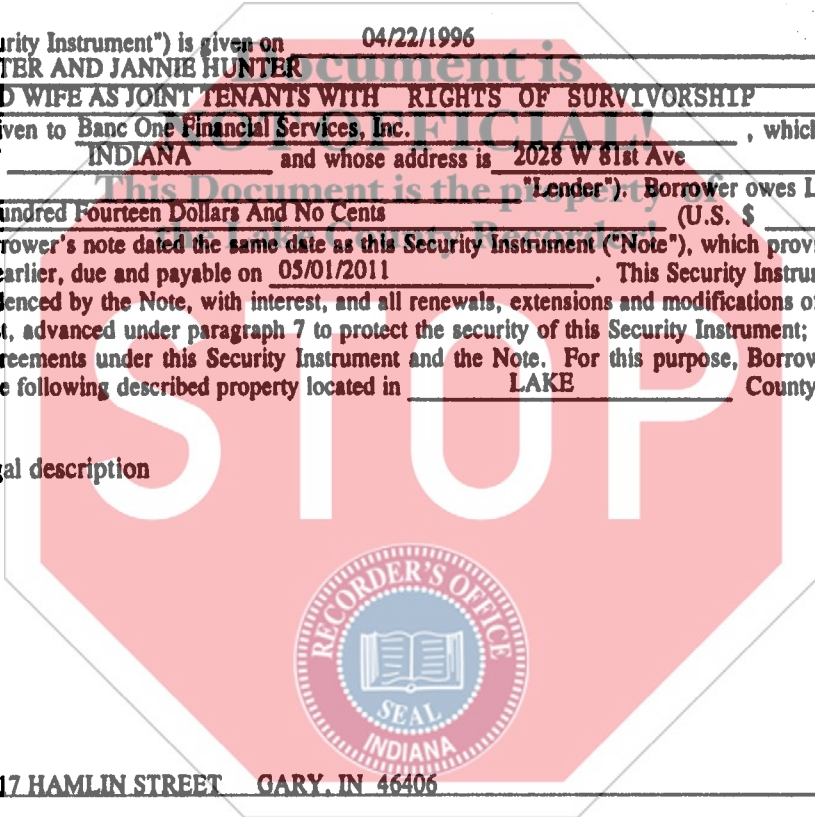 urity Instrument") is given on 04/22/1996
TER AND JANNIE HUNTER
D WIFE AS JOINT TENANTS WITH RIGHTS OF SURVIVORSHIP
iven to Banc One Financial Services, Inc. , which
INDIANA and whose address is 2028 W 81st Ave
"Lender"). Borrower owes L
undred Fourteen Dollars And No Cents (U.S. $
rrower's note dated the same date as this Security Instrument ("Note"), which provi
earlier, due and payable on 05/01/2011 . This Security Instrum
lenced by the Note, with interest, and all renewals, extensions and modifications of
st, advanced under paragraph 7 to protect the security of this Security Instrument;
reements under this Security Instrument and the Note. For this purpose, Borrow
e following described property located in LAKE County
gal description
17 HAMLIN STREET GARY, IN 46406
Document is
NOT OFFICIAL!
This Document is the property of
the Lake County Recorder!
STOP
RECORDER'S OFFICE
SEAL
INDIANA